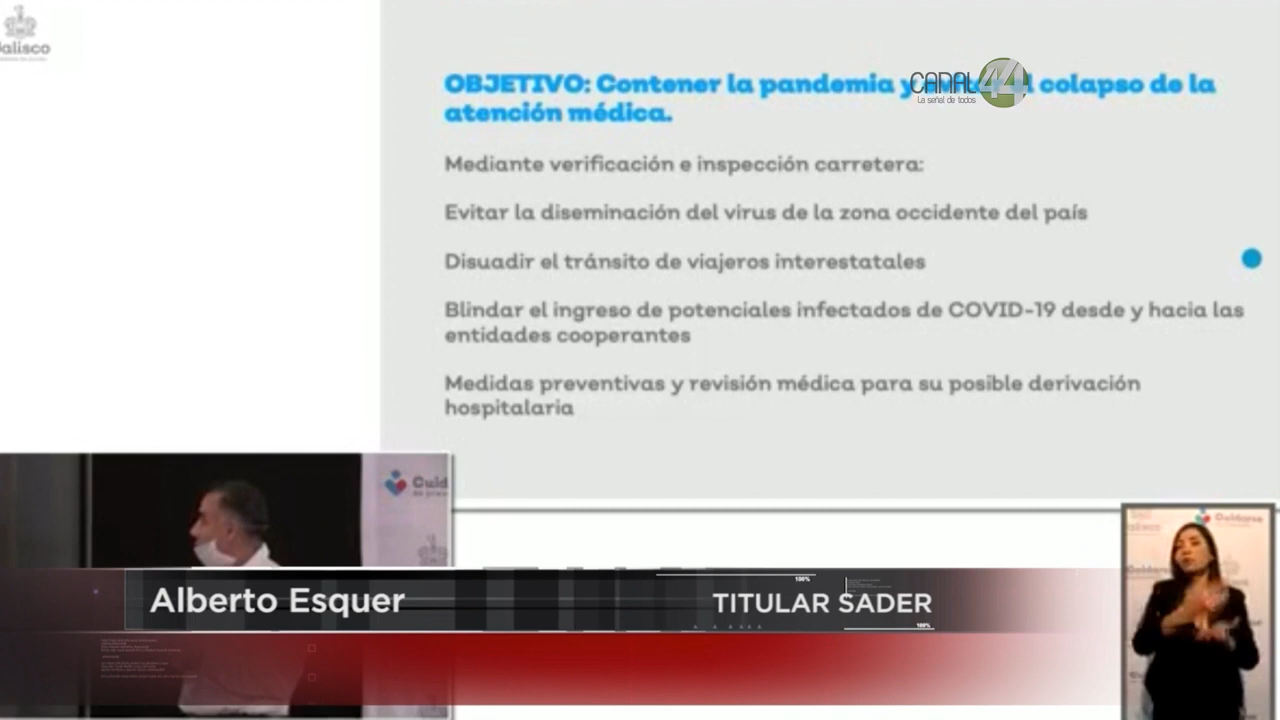 Jalisco
CANAL 44
La señal de todos
OBJETIVO: Contener la pandemia y colapso de la
atención médica.
Mediante verificación e inspección carretera:
Evitar la diseminación del virus de la zona occidente del país
Disuadir el tránsito de viajeros interestatales
Blindar el ingreso de potenciales infectados de COVID-19 desde y hacia las
entidades cooperantes
Medidas preventivas y revisión médica para su posible derivación
hospitalaria
Alberto Esquer
TITULAR SADER
100%
100%